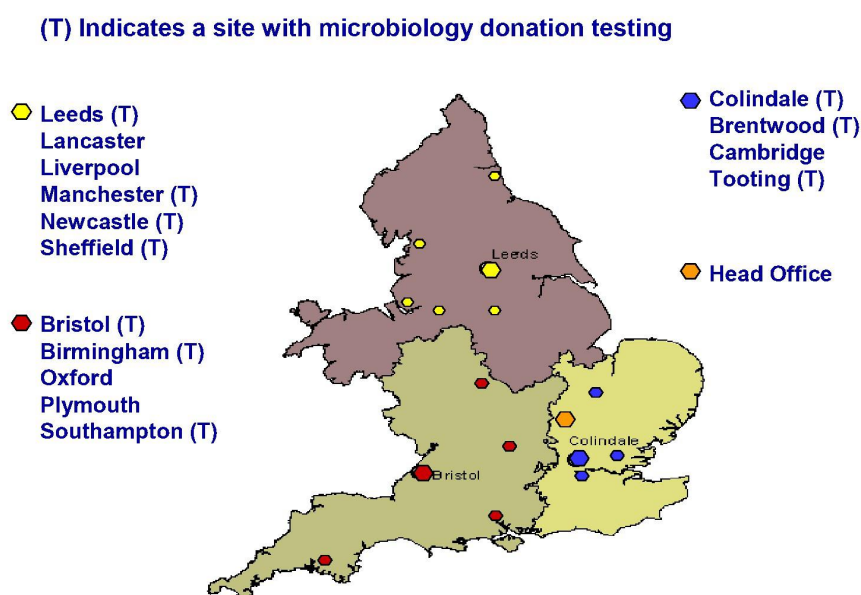 (T) Indicates a site with microbiology donation testing
Leeds (T)
Lancaster
Liverpool
Manchester (T)
Newcastle (T)
Sheffield (T)
Bristol (T)
Birmingham (T)
Oxford
Plymouth
Southampton (T)
Colindale (T)
Brentwood (T)
Cambridge
Tooting (T)
Head Office
Leeds
Colindale
Bristol